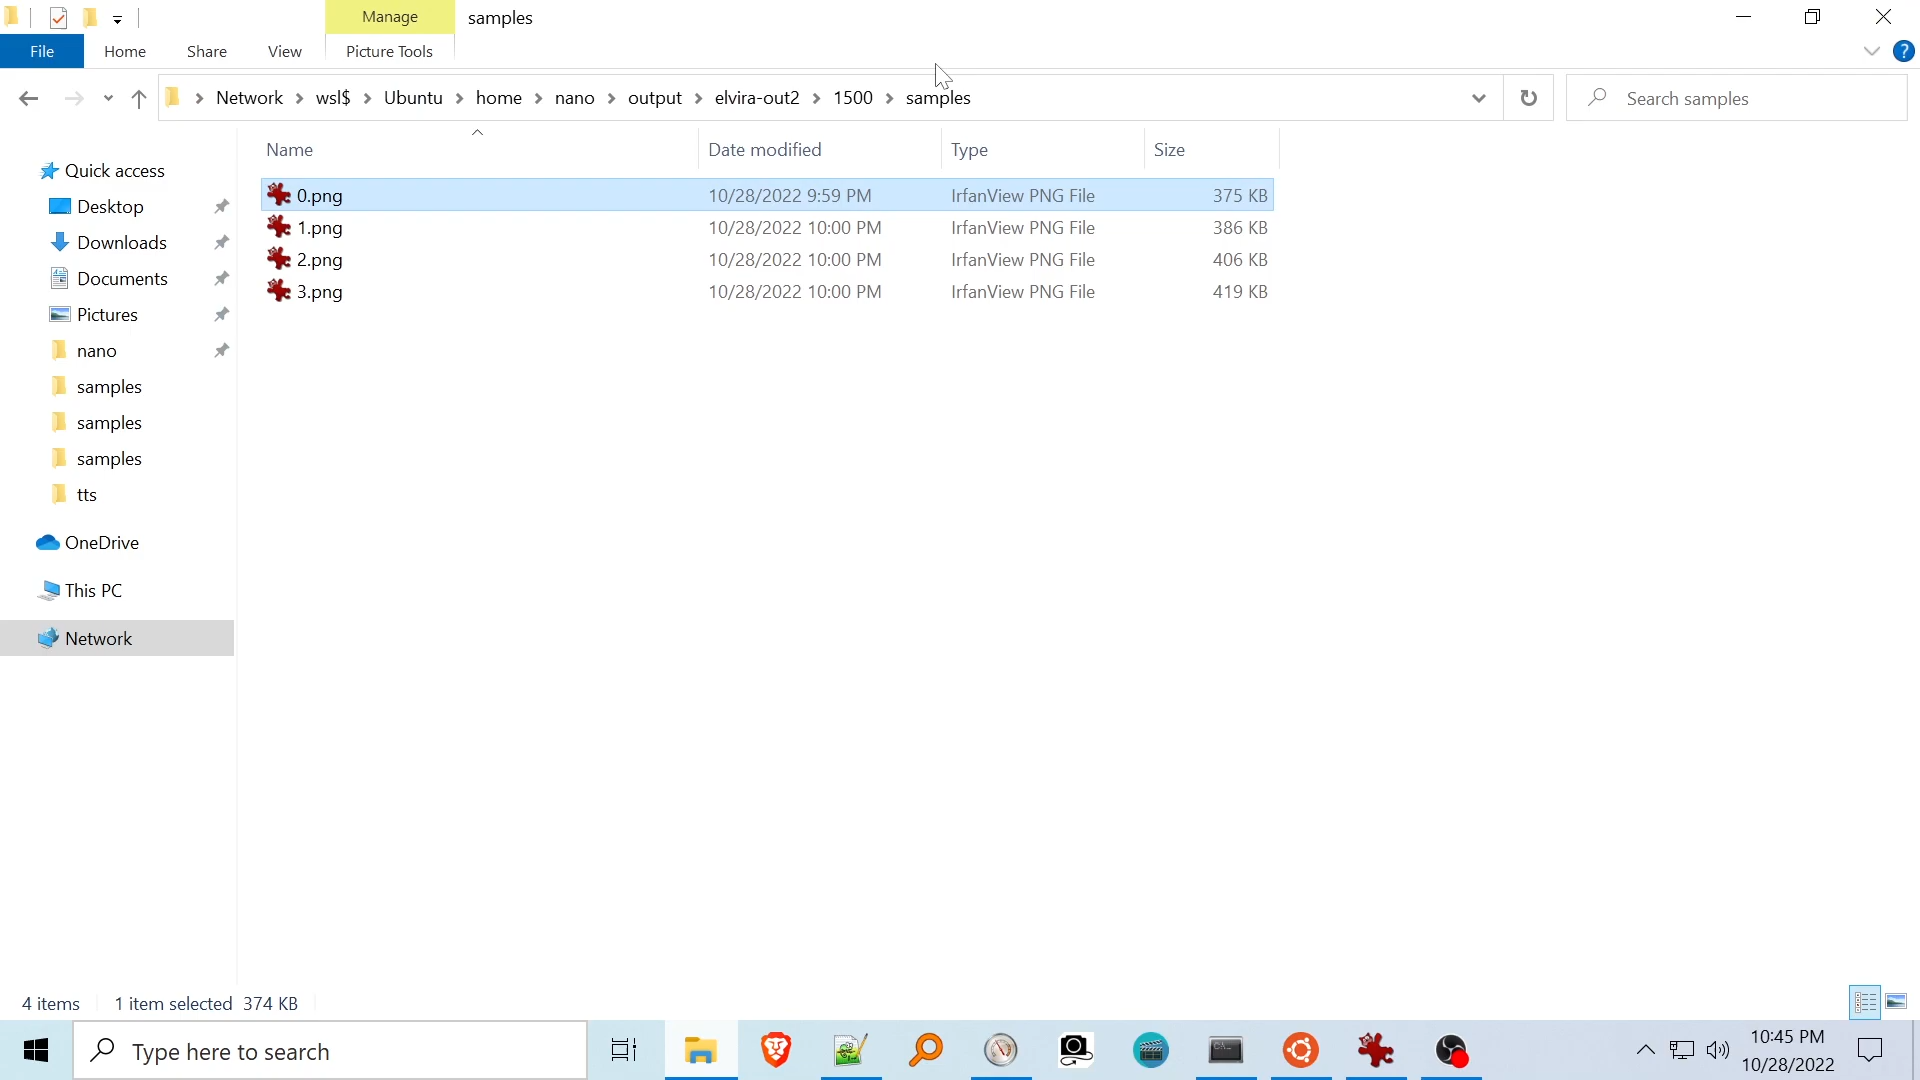 Manage
samples
File
Home
Share
View
Picture Tools
?
Network
wsl$
Ubuntu
home
nano
output
elvira-out2
1500
samples
Search samples
Name
Date modified
Type
Size
Quick access
Desktop
Downloads
Documents
Pictures
nano
samples
samples
samples
tts
OneDrive
This PC
Network
0.png 10/28/2022 9:59 PM IrfanView PNG File 375 KB
1.png 10/28/2022 10:00 PM IrfanView PNG File 386 KB
2.png 10/28/2022 10:00 PM IrfanView PNG File 406 KB
3.png 10/28/2022 10:00 PM IrfanView PNG File 419 KB
4 items 1 item selected 374 KB
Type here to search
10:45 PM
10/28/2022